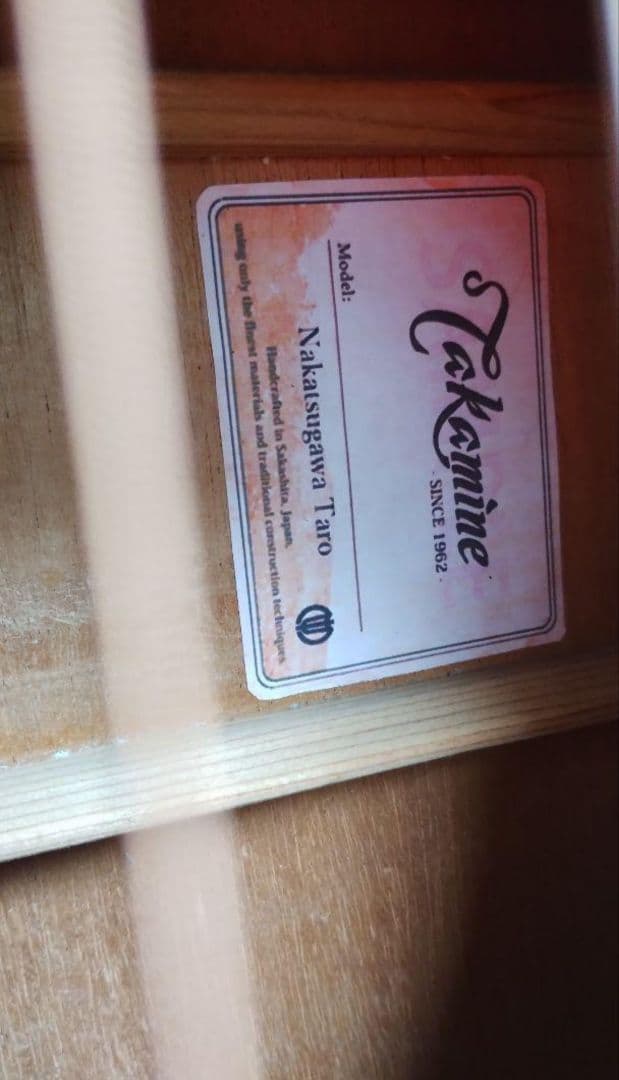 Takamine
· SINCE 1962 ·
Model:
Nakatsugawa Taro
Handcrafted in Sakashita, Japan,
using only the finest materials and traditional construction techniques